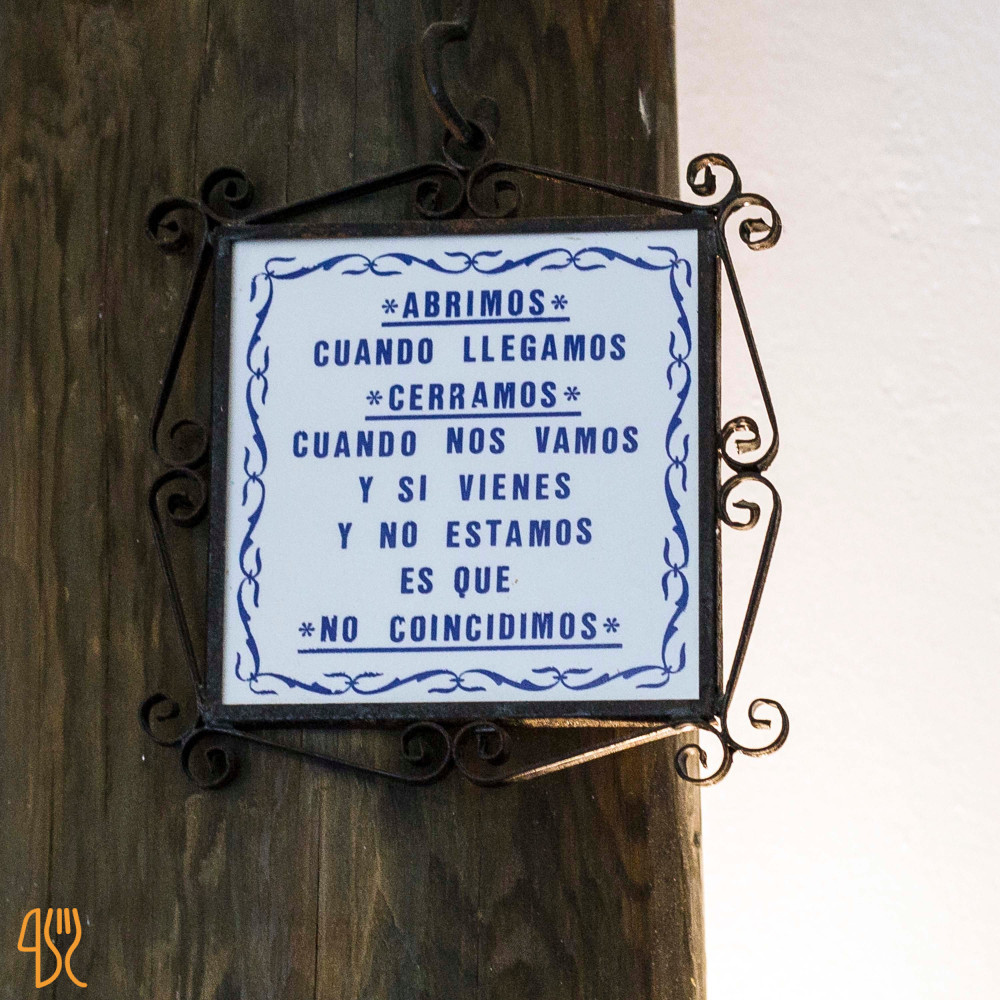 *ABRIMOS*
CUANDO LLEGAMOS
*CERRAMOS*
CUANDO NOS VAMOS
Y SI VIENES
Y NO ESTAMOS
ES QUE
*NO COINCIDIMOS*